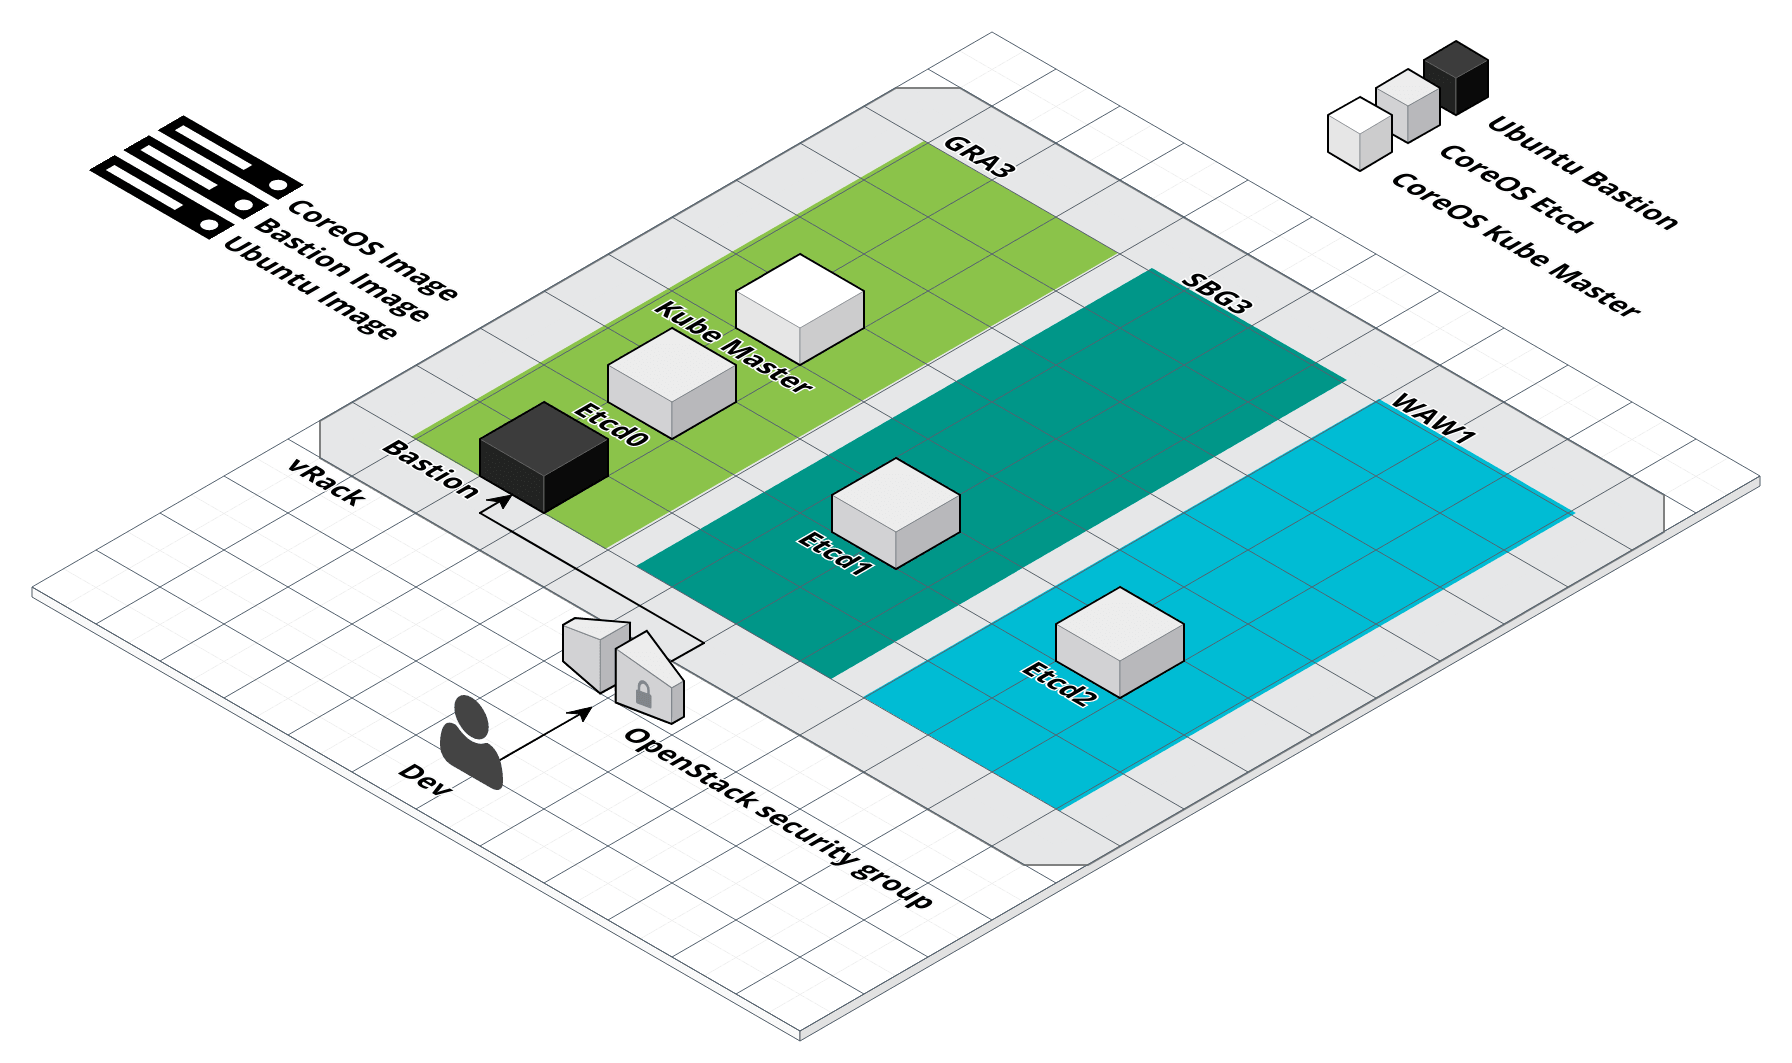 CoreOS Image
Bastion Image
Ubuntu Image
Ubuntu Bastion
CoreOS Etcd
CoreOS Kube Master
GRA3
SBG3
WAW1
Kube Master
Etcd0
Bastion
vRack
Etcd1
Etcd2
OpenStack security group
Dev